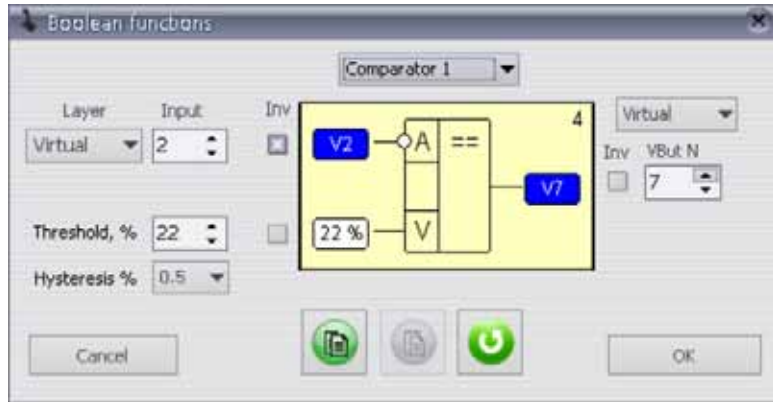 Boolean functions
Comparator 1
Layer Input Inv 4 Virtual
Virtual 2 V2 A == Inv VBut N
V7 7
Threshold, % 22 22 % V
Hysteresis % 0.5
Cancel OK